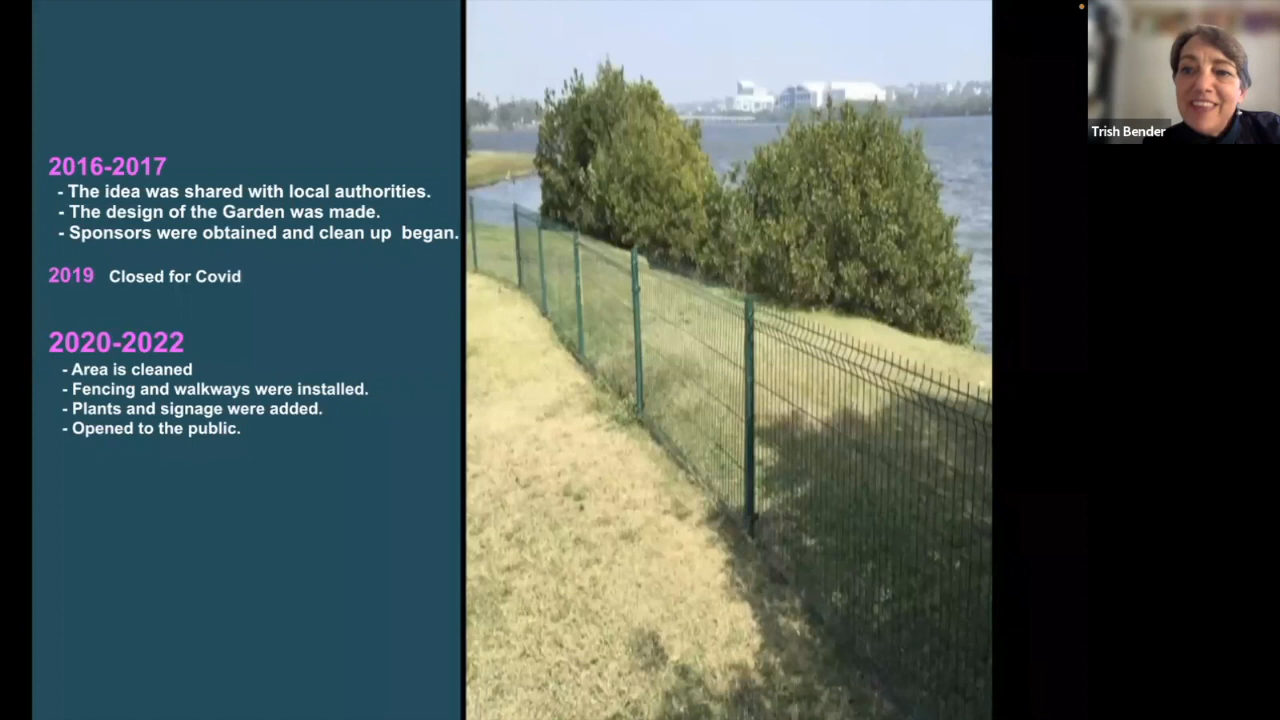 2016-2017
- The idea was shared with local authorities.
- The design of the Garden was made.
- Sponsors were obtained and clean up  began.
2019 Closed for Covid
2020-2022
- Area is cleaned
- Fencing and walkways were installed.
- Plants and signage were added.
- Opened to the public.
Trish Bender